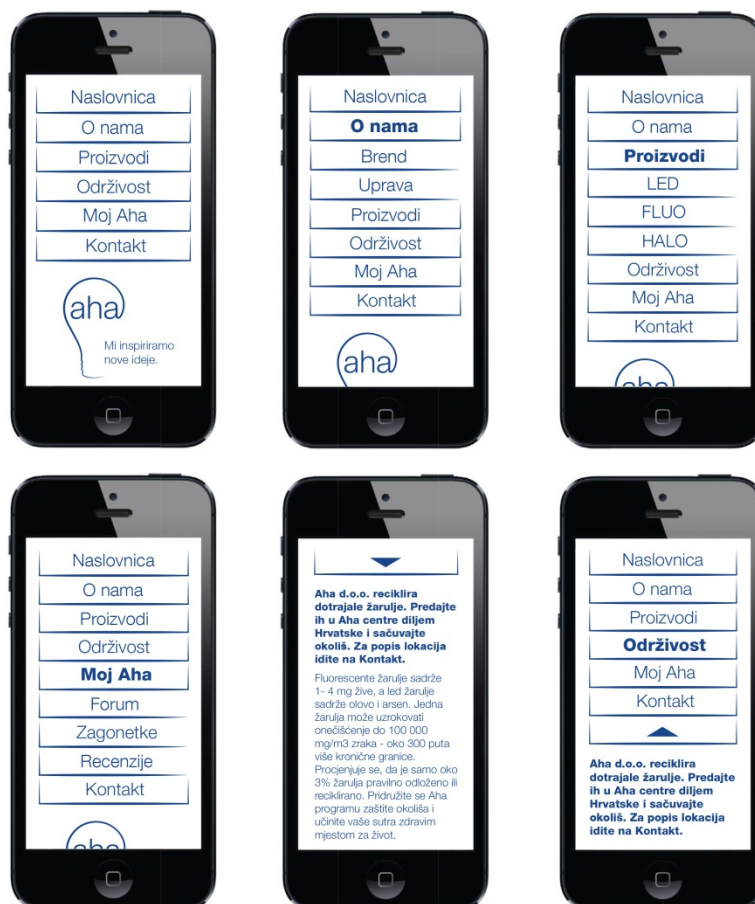 Naslovnica
O nama
Proizvodi
Održivost
Moj Aha
Kontakt
aha
Mi inspiriramo
nove ideje.
Naslovnica
O nama
Brend
Uprava
Proizvodi
Održivost
Moj Aha
Kontakt
aha
Naslovnica
O nama
Proizvodi
LED
FLUO
HALO
Održivost
Moj Aha
Kontakt
aha
Naslovnica
O nama
Proizvodi
Održivost
Moj Aha
Forum
Zagonetke
Recenzije
Kontakt
aha
Aha d.o.o. reciklira
dotrajale žarulje. Predajte
ih u Aha centre diljem
Hrvatske i sačuvajte
okoliš. Za popis lokacija
idite na Kontakt.
Fluorescente žarulje sadrže
1- 4 mg žive, a led žarulje
sadrže olovo i arsen. Jedna
žarulja može uzrokovati
onečišćenje do 100 000
mg/m3 zraka - oko 300 puta
više kronične granice.
Procjenjuje se, da je samo oko
3% žarulja pravilno odloženo ili
reciklirano. Pridružite se Aha
programu zaštite okoliša i
učinite vaše sutra zdravim
mjestom za život.
Naslovnica
O nama
Proizvodi
Održivost
Moj Aha
Kontakt
Aha d.o.o. reciklira
dotrajale žarulje. Predajte
ih u Aha centre diljem
Hrvatske i sačuvajte
okoliš. Za popis lokacija
idite na Kontakt.